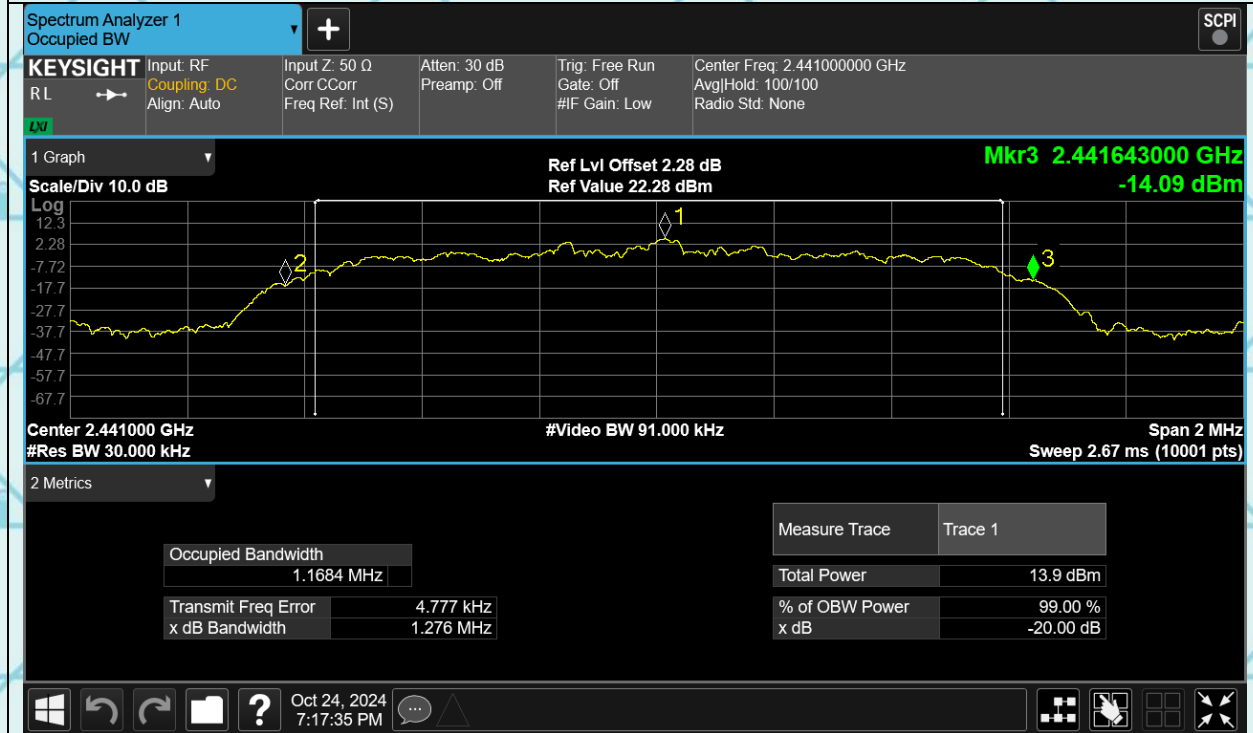 Spectrum Analyzer 1
Occupied BW
SCPI
KEYSIGHT
R L
LXI
Input: RF
Coupling: DC
Align: Auto
Input Z: 50 Ω
Corr CCorr
Freq Ref: Int (S)
Atten: 30 dB
Preamp: Off
Trig: Free Run
Gate: Off
#IF Gain: Low
Center Freq: 2.441000000 GHz
Avg|Hold: 100/100
Radio Std: None
1 Graph
Scale/Div 10.0 dB
Ref Lvl Offset 2.28 dB
Ref Value 22.28 dBm
Mkr3 2.441643000 GHz
-14.09 dBm
Log
12.3
2.28
-7.72
-17.7
-27.7
-37.7
-47.7
-57.7
-67.7
1
2
3
Center 2.441000 GHz
#Video BW 91.000 kHz
Span 2 MHz
#Res BW 30.000 kHz
Sweep 2.67 ms (10001 pts)
2 Metrics
Measure Trace Trace 1
Occupied Bandwidth
1.1684 MHz
Total Power 13.9 dBm
Transmit Freq Error 4.777 kHz
% of OBW Power 99.00 %
x dB Bandwidth 1.276 MHz
x dB -20.00 dB
?
Oct 24, 2024
7:17:35 PM